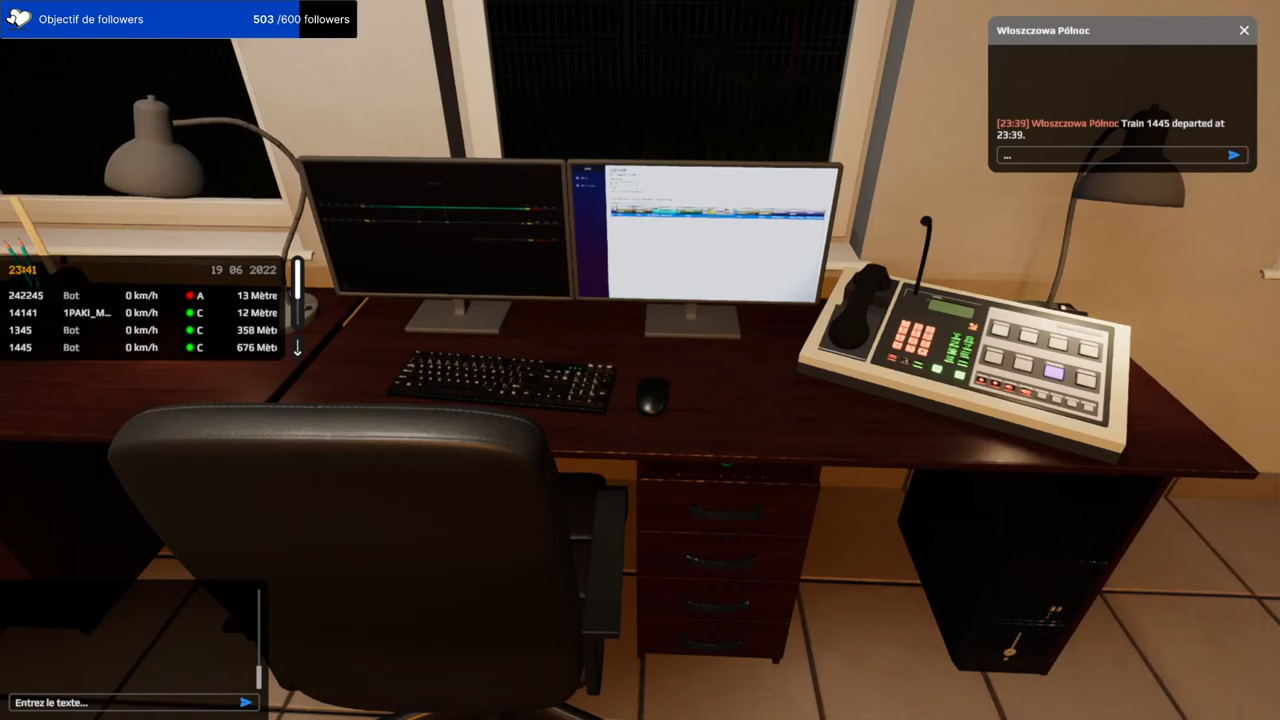 Objectif de followers 503 /600 followers
Włoszczowa Północ
[23:39] Włoszczowa Północ Train 1445 departed at
23:39.
...
23:41 19 06 2022
242245 Bot 0 km/h A 13 Mètre
14141 1PAKI_M... 0 km/h C 12 Mètre
1345 Bot 0 km/h C 358 Mèt
1445 Bot 0 km/h C 676 Mèt
Entrez le texte...